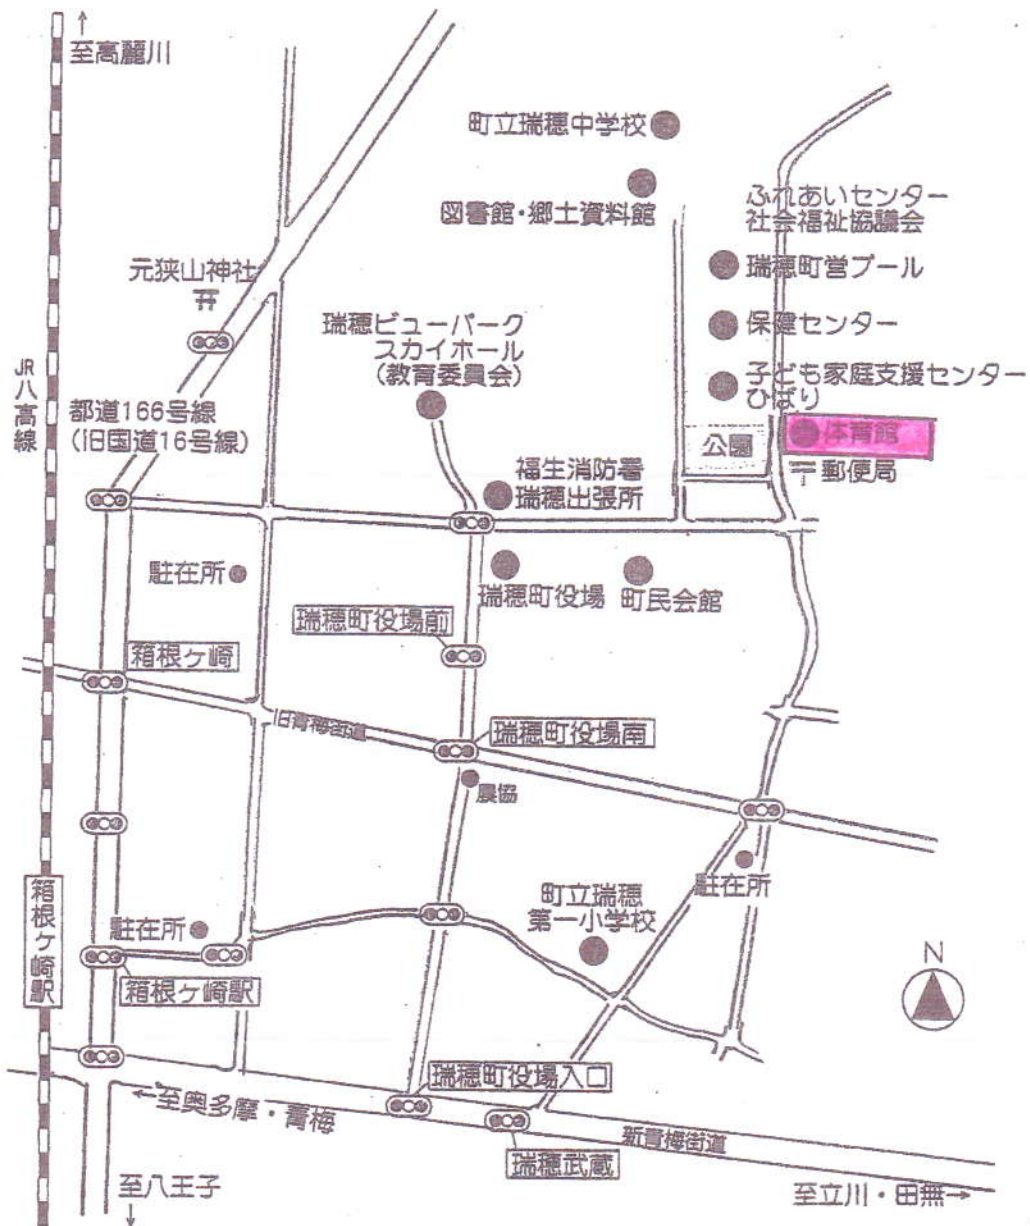 ↑
至高麗川
町立瑞穂中学校
図書館・郷土資料館
ふれあいセンター
社会福祉協議会
元狭山神社
瑞穂町営プール
瑞穂ビューパーク
スカイホール
(教育委員会)
保健センター
JR八高線
子ども家庭支援センター
ひばり
都道166号線
(旧国道16号線)
公園
体育館
〒郵便局
福生消防署
瑞穂出張所
駐在所
瑞穂町役場
町民会館
瑞穂町役場前
箱根ヶ崎
旧青梅街道
瑞穂町役場南
農協
箱根ヶ崎駅
駐在所
町立瑞穂
第一小学校
駐在所
N
箱根ヶ崎駅
瑞穂町役場入口
←至奥多摩・青梅
新青梅街道
瑞穂武蔵
至八王子
↓
至立川・田無→